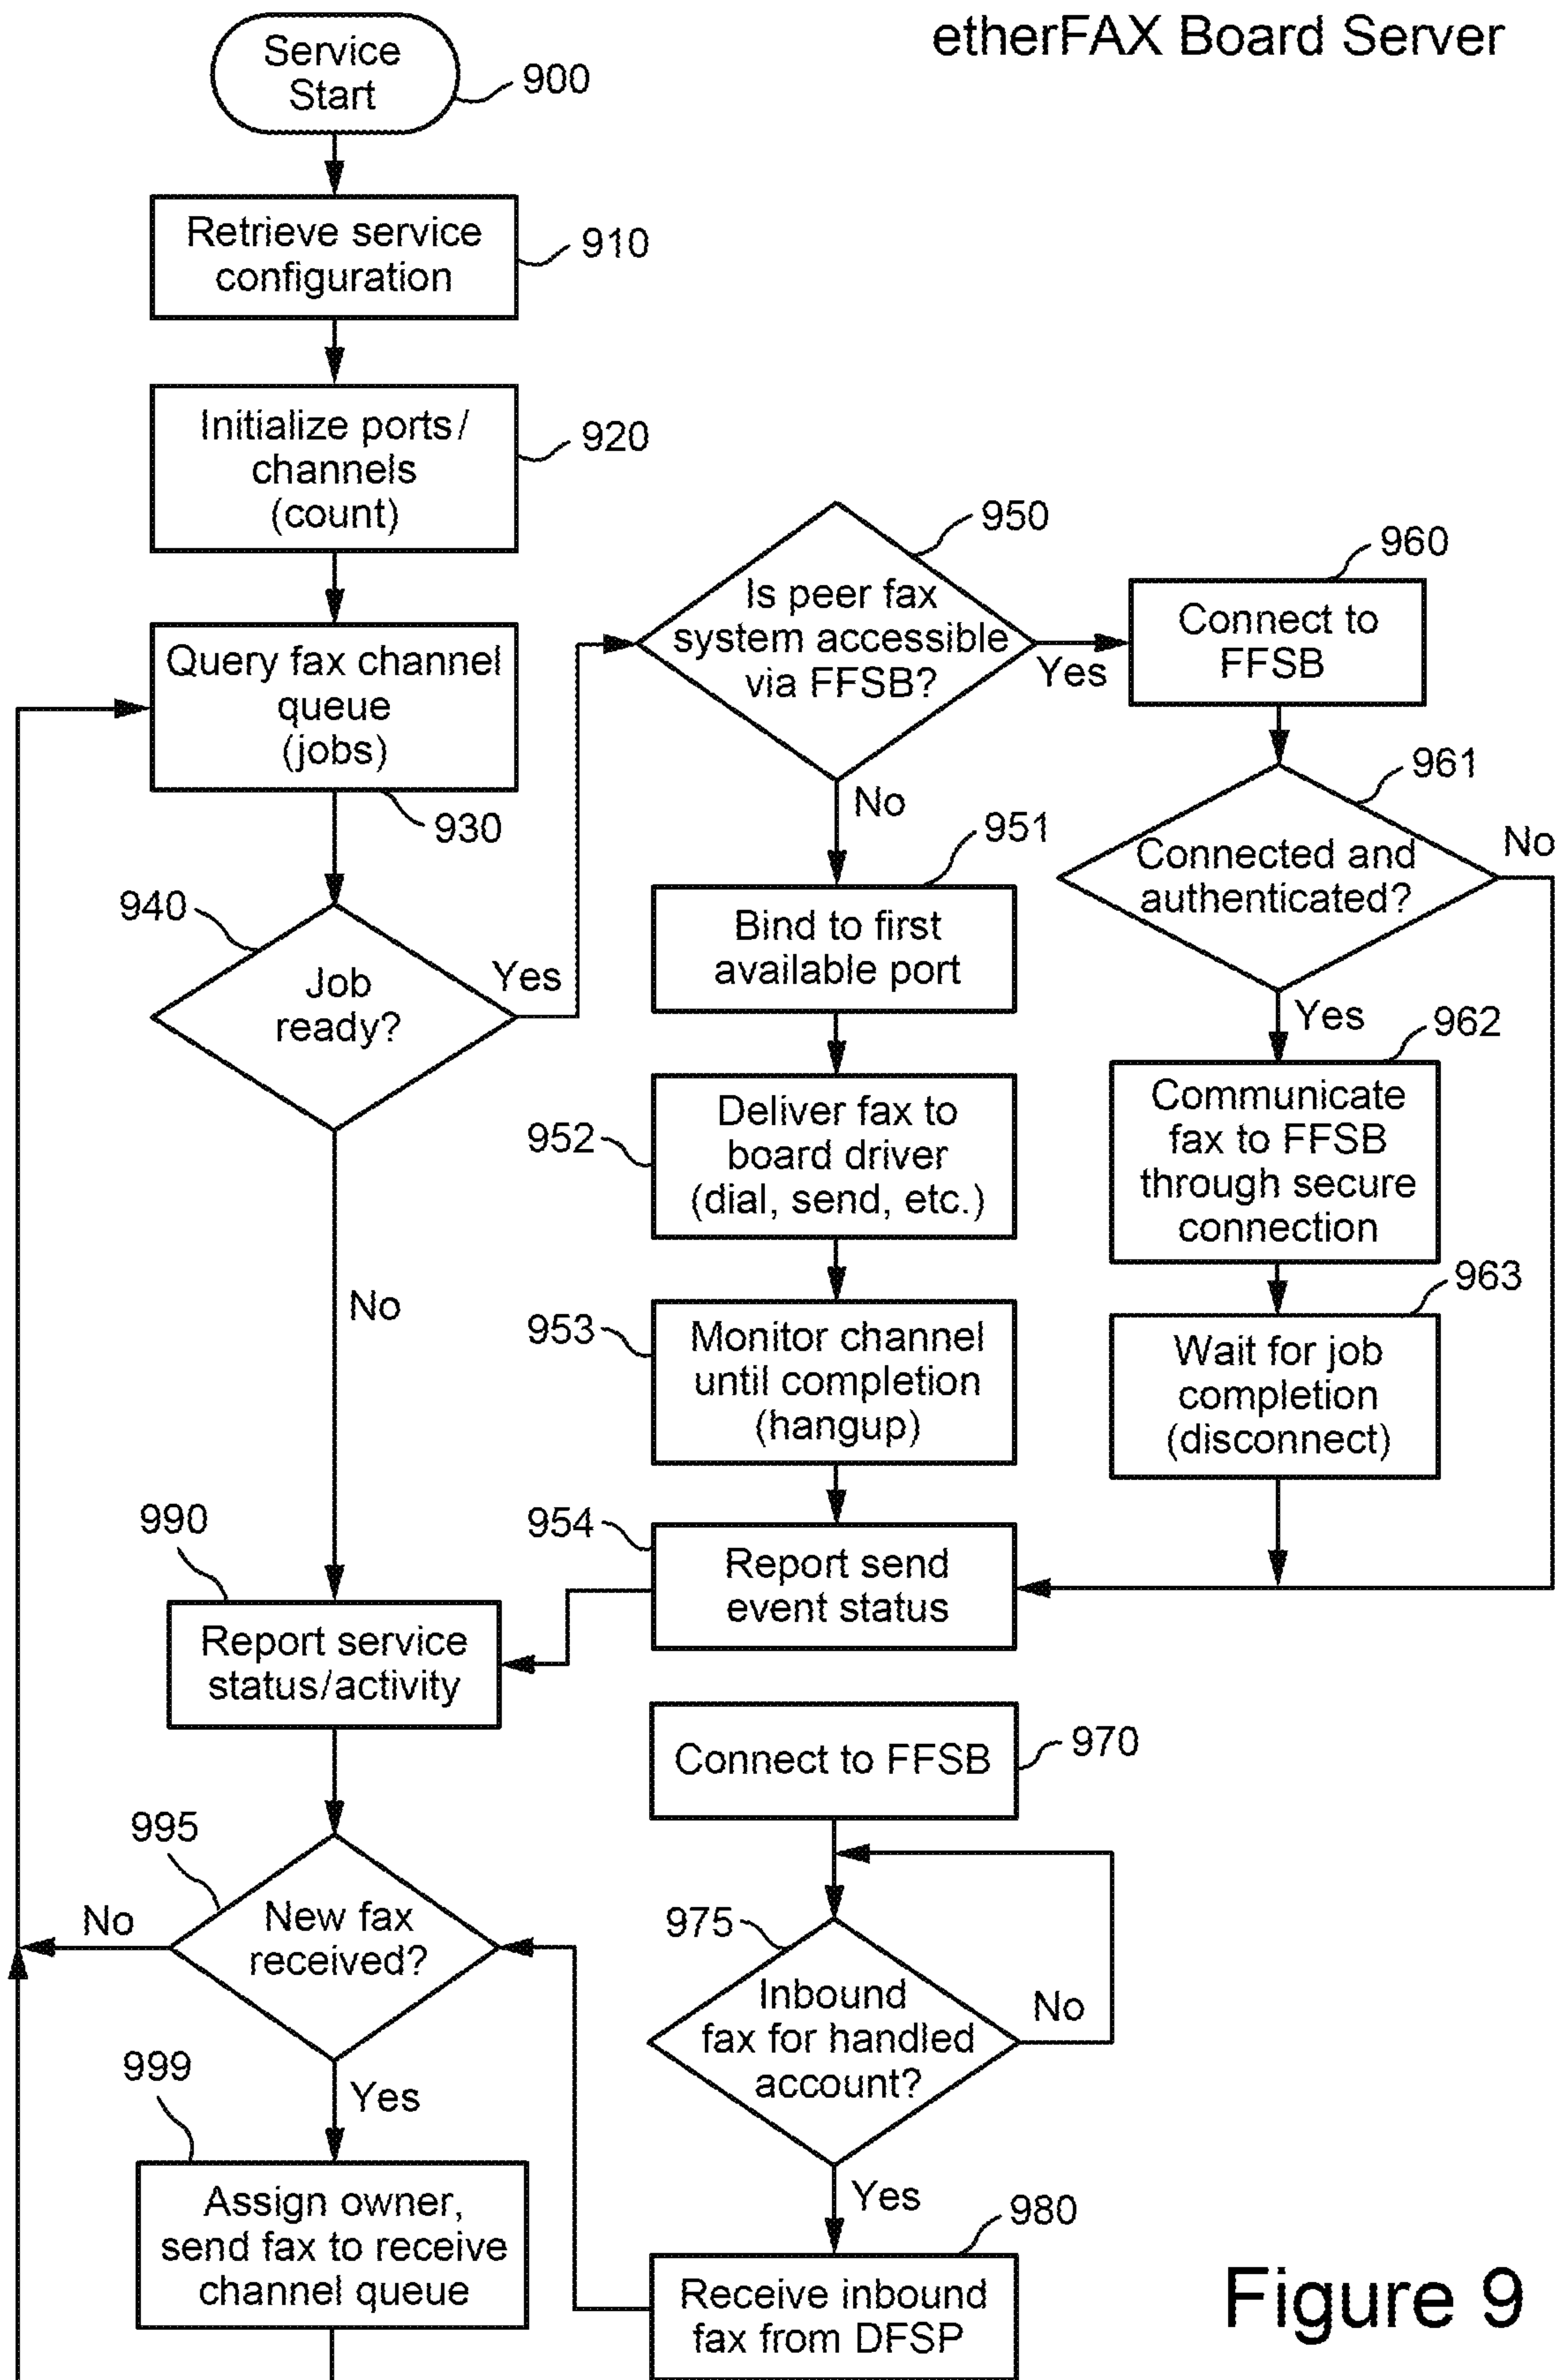 etherFAX Board Server
Service
Start
900
Retrieve service
configuration
910
Initialize ports/
channels
(count)
920
Query fax channel
queue
(jobs)
930
940
Job
ready?
Yes
No
950
Is peer fax
system accessible
via FFSB?
Yes
No
960
Connect to
FFSB
961
Connected and
authenticated?
No
Yes
951
Bind to first
available port
962
Communicate
fax to FFSB
through secure
connection
952
Deliver fax to
board driver
(dial, send, etc.)
953
Monitor channel
until completion
(hangup)
963
Wait for job
completion
(disconnect)
954
Report send
event status
990
Report service
status/activity
Connect to FFSB
970
995
New fax
received?
No
Yes
975
Inbound
fax for handled
account?
No
Yes
999
Assign owner,
send fax to receive
channel queue
980
Receive inbound
fax from DFSP
Figure 9